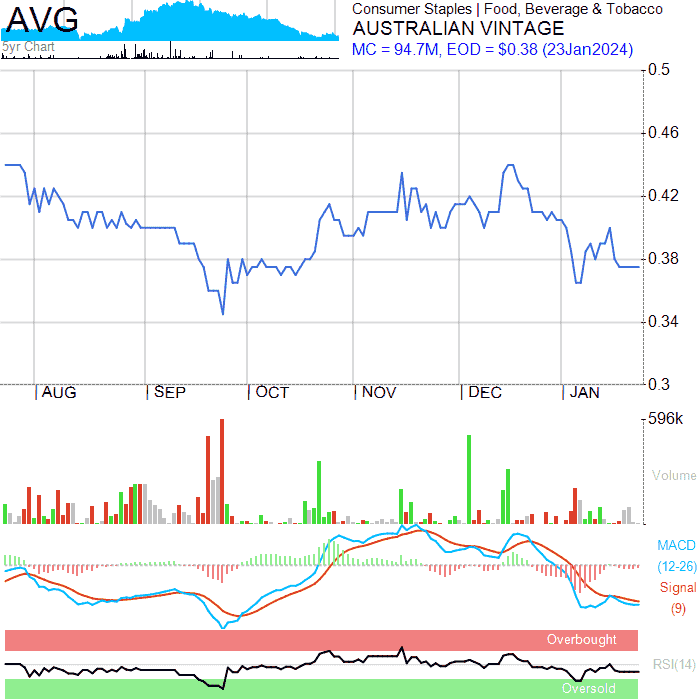 AVG
5yr Chart
Consumer Staples | Food, Beverage & Tobacco
AUSTRALIAN VINTAGE
MC = 94.7M, EOD = $0.38 (23Jan2024)
0.5
0.46
0.42
0.38
0.34
0.3
AUG SEP OCT NOV DEC JAN
596k
Volume
MACD
(12-26)
Signal
(9)
Overbought
RSI(14)
Oversold